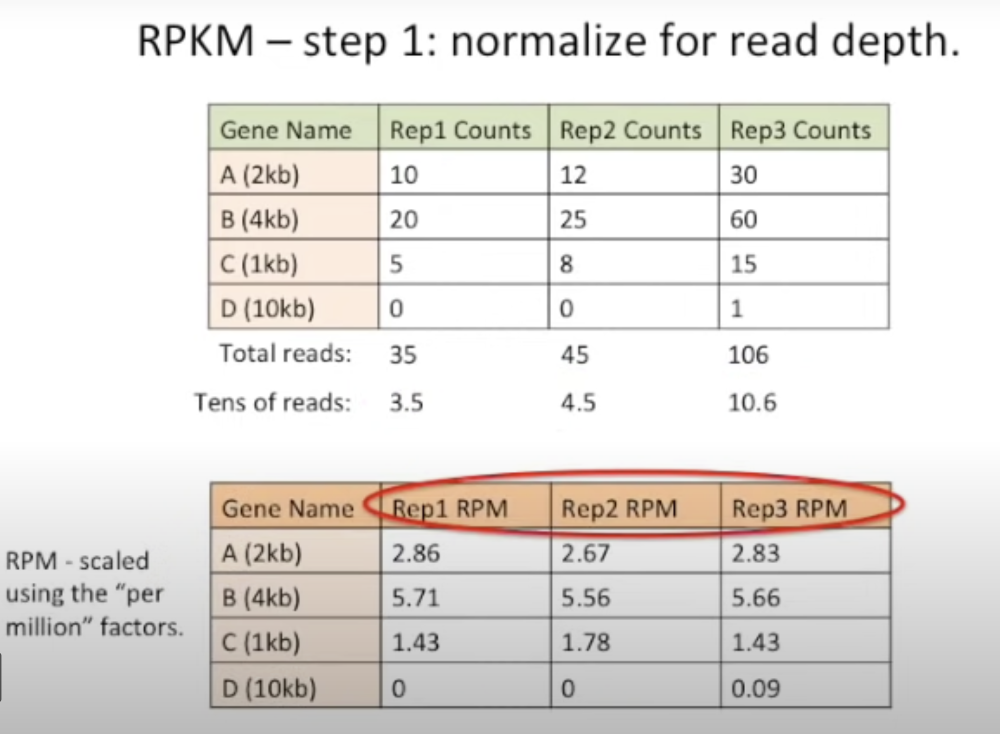 RPKM – step 1: normalize for read depth.
Gene Name Rep1 Counts Rep2 Counts Rep3 Counts
A (2kb) 10 12 30
B (4kb) 20 25 60
C (1kb) 5 8 15
D (10kb) 0 0 1
Total reads: 35 45 106
Tens of reads: 3.5 4.5 10.6
Gene Name Rep1 RPM Rep2 RPM Rep3 RPM
A (2kb) 2.86 2.67 2.83
B (4kb) 5.71 5.56 5.66
C (1kb) 1.43 1.78 1.43
D (10kb) 0 0 0.09
RPM - scaled
using the “per
million” factors.